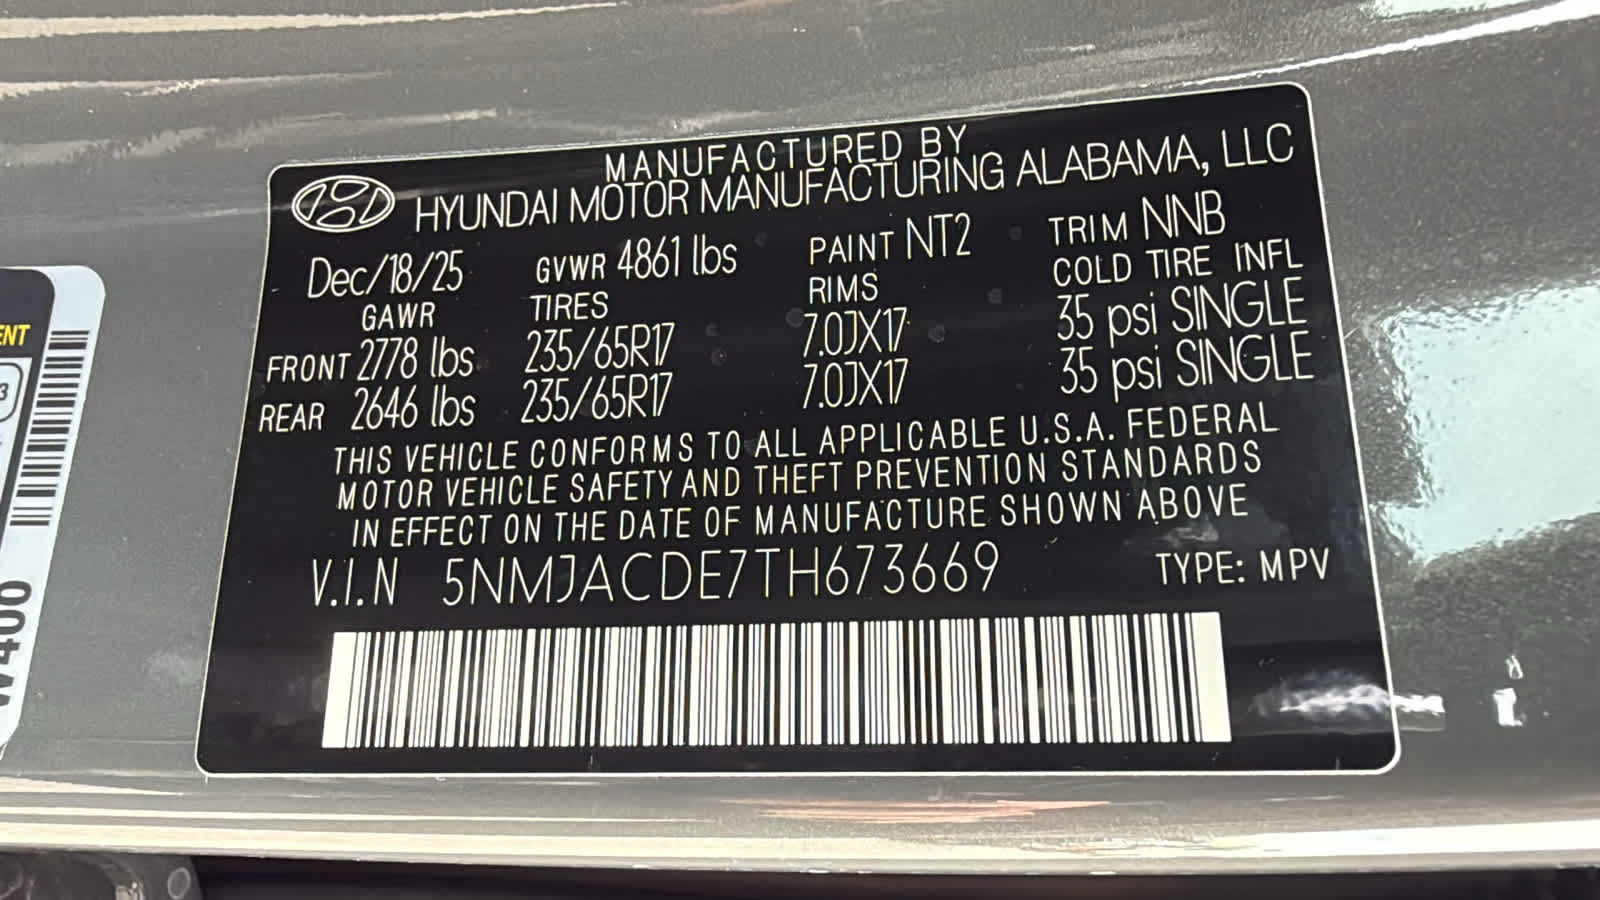 MANUFACTURED BY
HYUNDAI MOTOR MANUFACTURING ALABAMA, LLC
Dec/18/25 GVWR 4861 lbs PAINT NT2 TRIM NNB
GAWR TIRES RIMS COLD TIRE INFL
FRONT 2778 lbs 235/65R17 7.0JX17 35 psi SINGLE
REAR 2646 lbs 235/65R17 7.0JX17 35 psi SINGLE
THIS VEHICLE CONFORMS TO ALL APPLICABLE U.S.A. FEDERAL
MOTOR VEHICLE SAFETY AND THEFT PREVENTION STANDARDS
IN EFFECT ON THE DATE OF MANUFACTURE SHOWN ABOVE
V.I.N 5NMJACDE7TH673669 TYPE: MPV